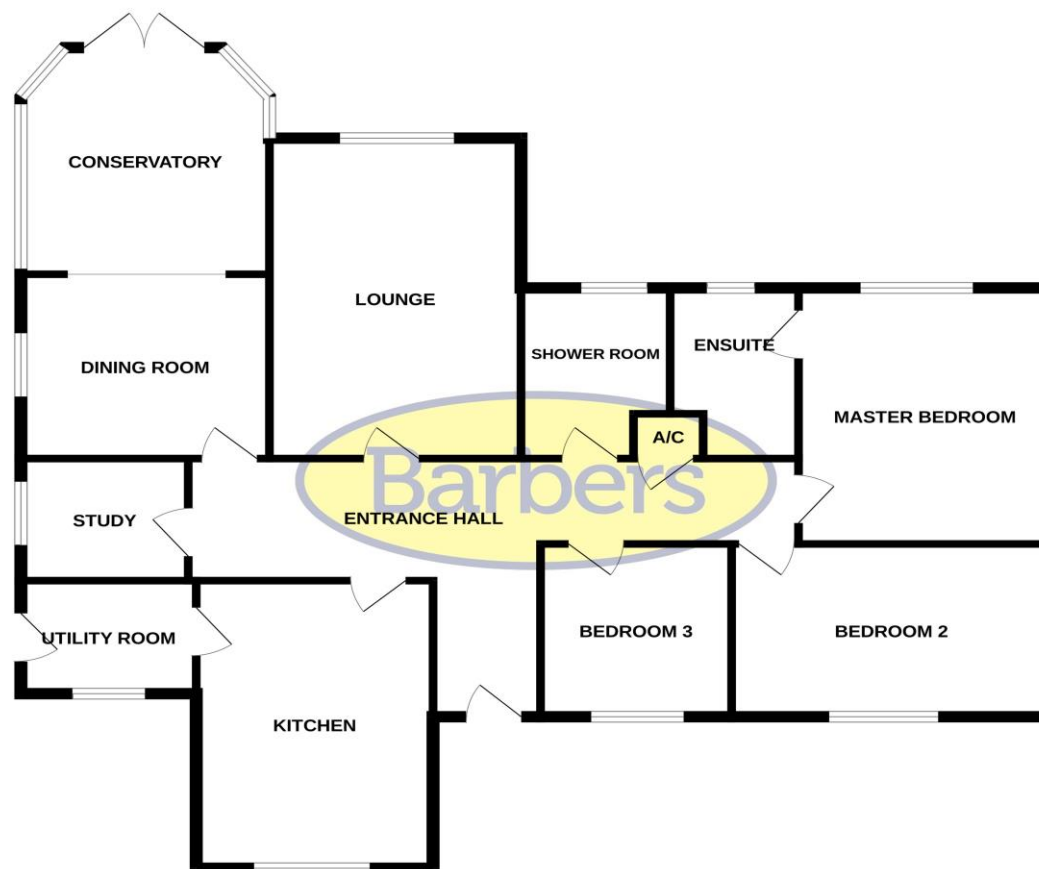 CONSERVATORY
LOUNGE
SHOWER ROOM
ENSUITE
DINING ROOM
MASTER BEDROOM
A/C
Barbers
STUDY
ENTRANCE HALL
UTILITY ROOM
BEDROOM 3
BEDROOM 2
KITCHEN